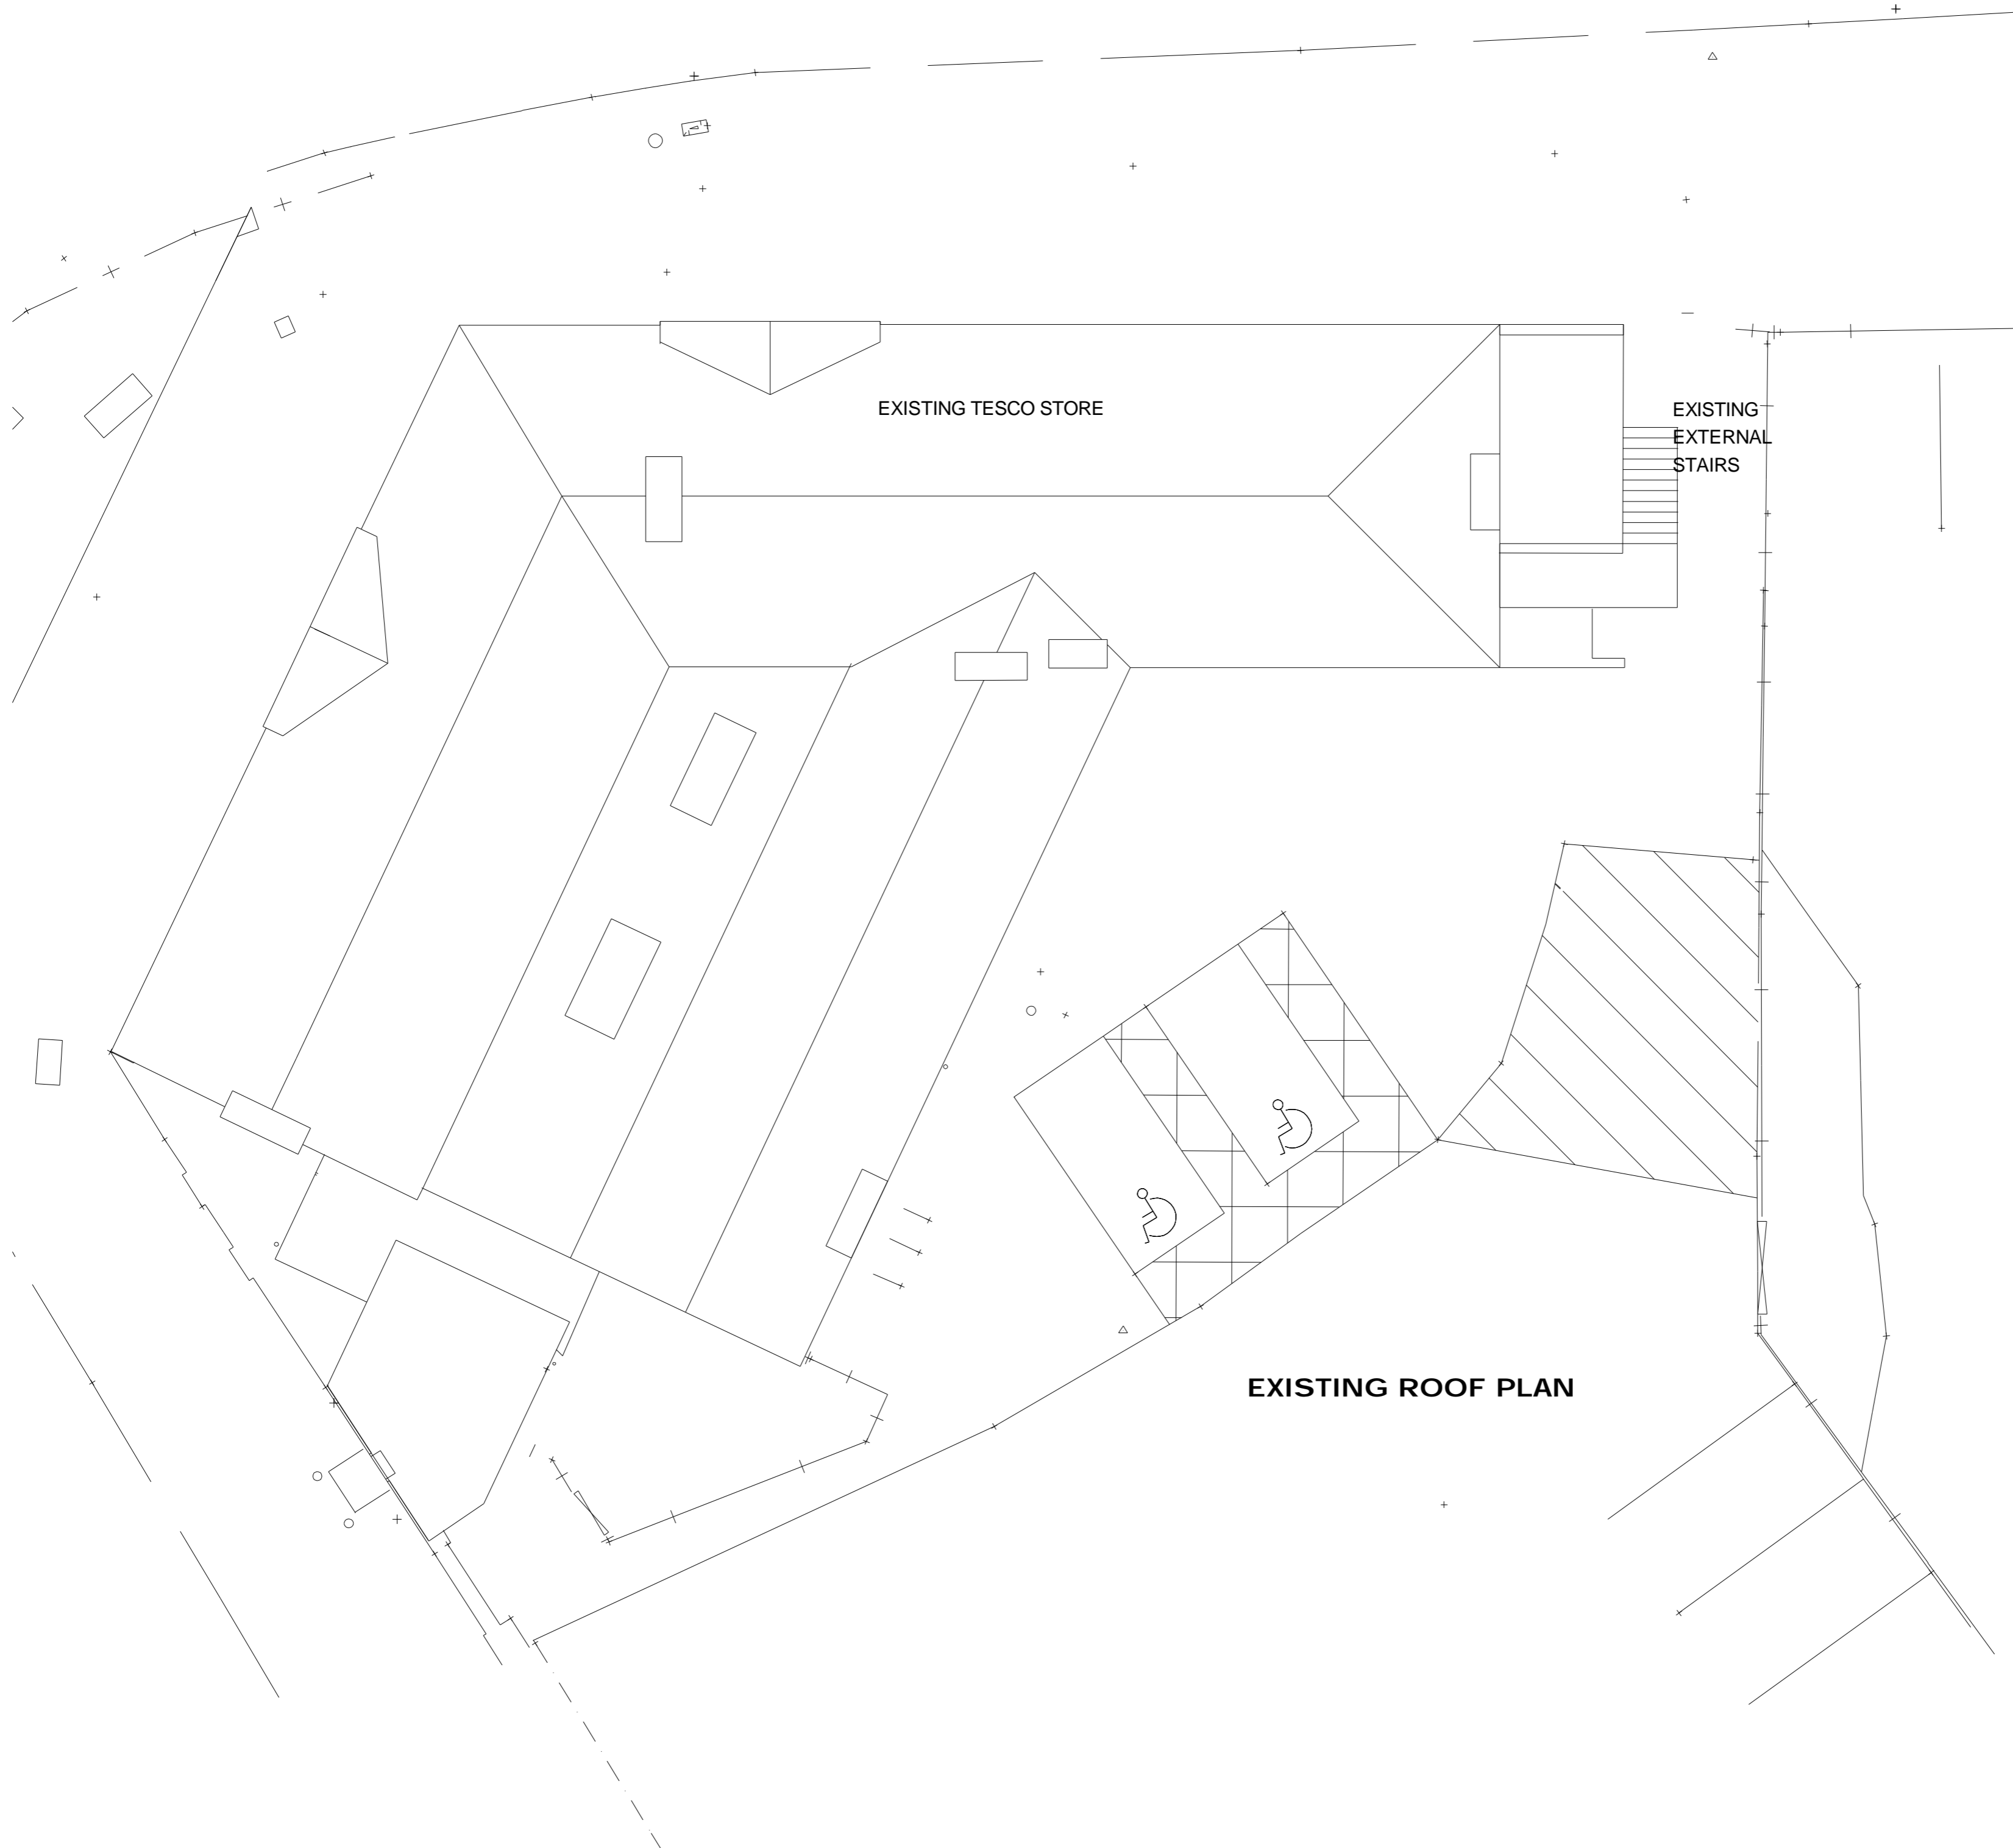 EXISTING TESCO STORE
EXISTING
EXTERNAL
STAIRS
EXISTING ROOF PLAN